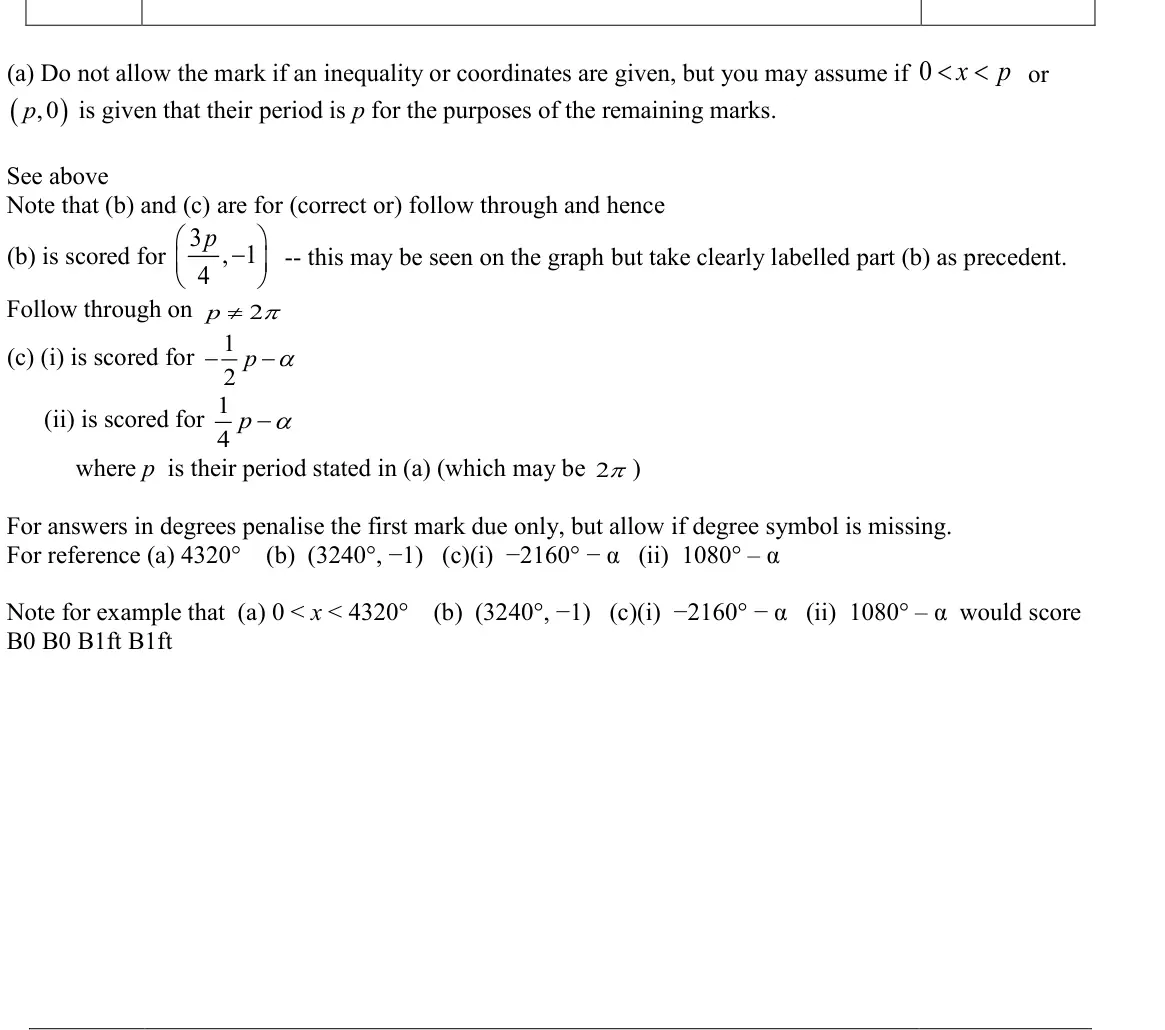 (a) Do not allow the mark if an inequality or coordinates are given, but you may assume if 0 < x < p or
(p,0) is given that their period is p for the purposes of the remaining marks.
See above
Note that (b) and (c) are for (correct or) follow through and hence
(b) is scored for (3p/4, −1) -- this may be seen on the graph but take clearly labelled part (b) as precedent.
Follow through on p ≠ 2π
(c) (i) is scored for −1/2 p − α
(ii) is scored for 1/4 p − α
where p is their period stated in (a) (which may be 2π )
For answers in degrees penalise the first mark due only, but allow if degree symbol is missing.
For reference (a) 4320° (b) (3240°, −1) (c)(i) −2160° − α (ii) 1080° – α
Note for example that (a) 0 < x < 4320° (b) (3240°, −1) (c)(i) −2160° − α (ii) 1080° – α would score
B0 B0 B1ft B1ft